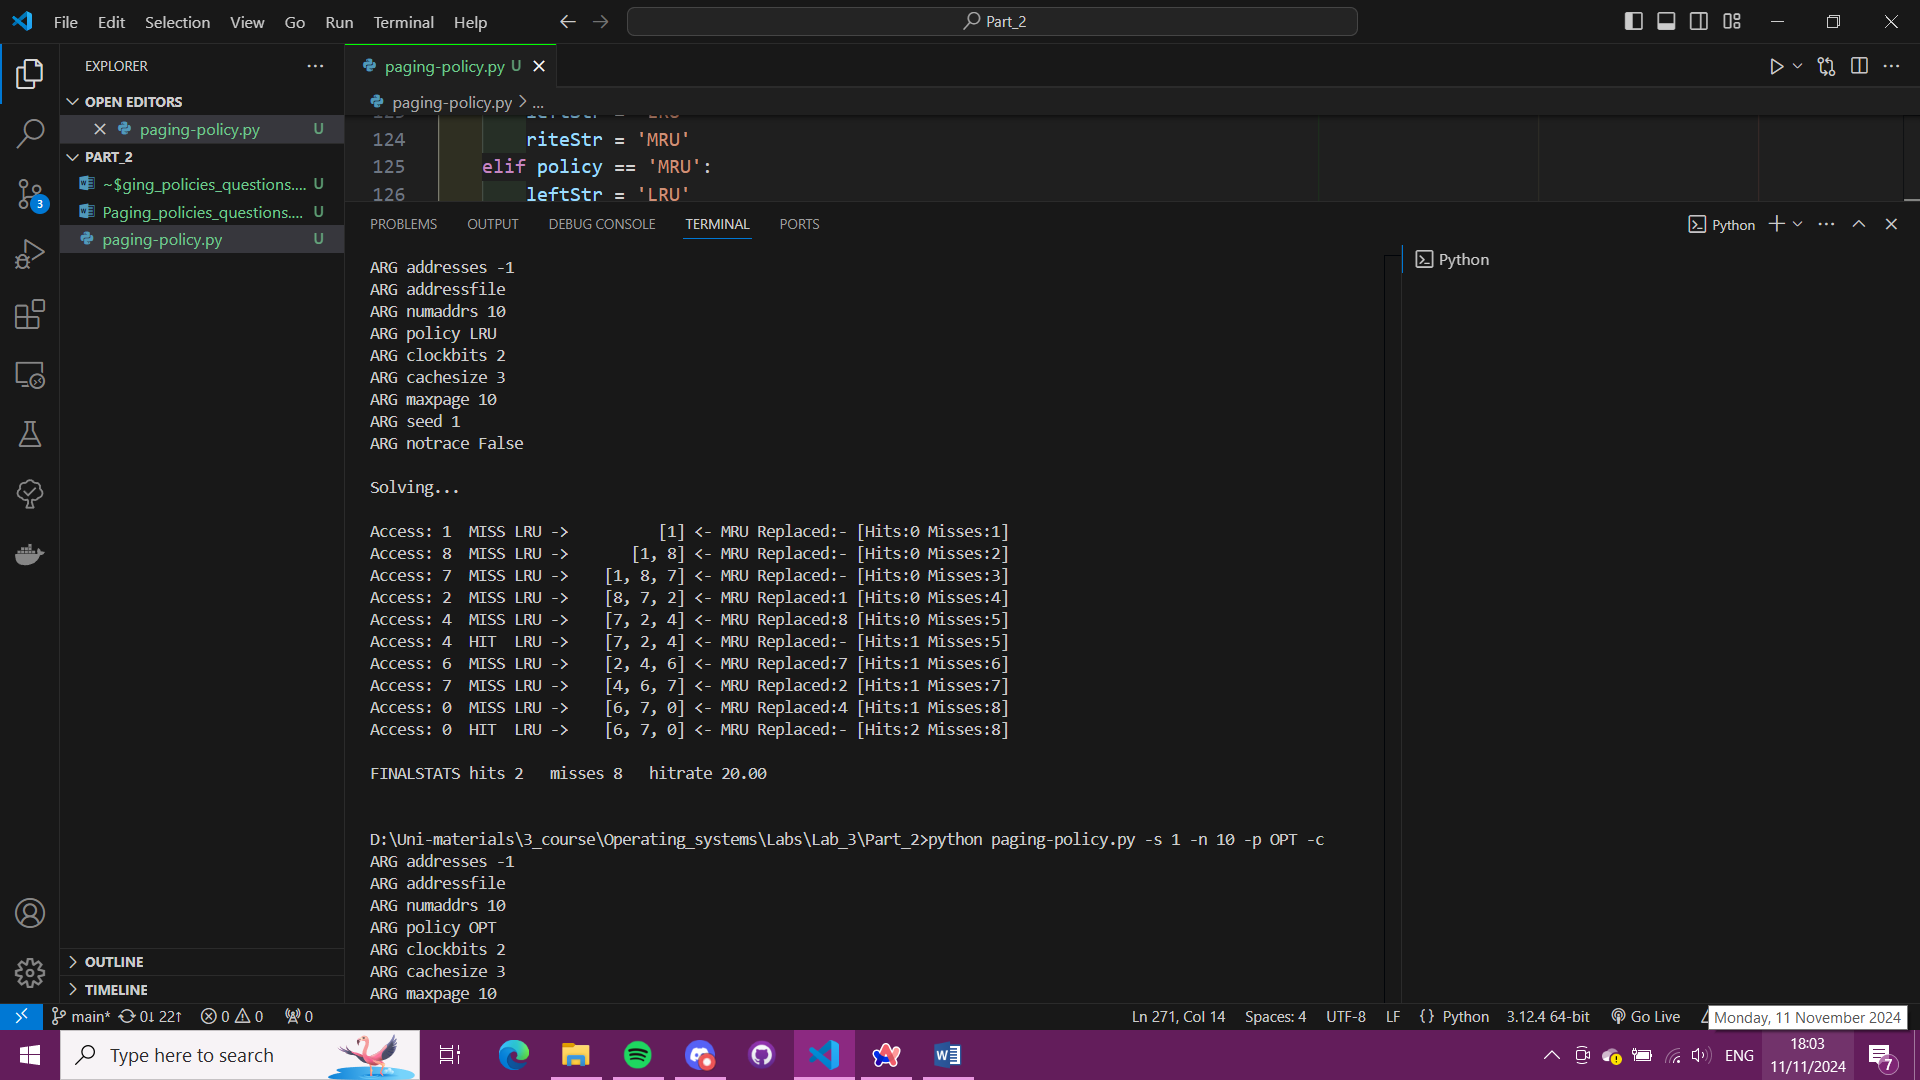 File Edit Selection View Go Run Terminal Help
Part_2
EXPLORER
OPEN EDITORS
paging-policy.py U
PART_2
~$ging_policies_questions.... U
Paging_policies_questions.... U
paging-policy.py U
OUTLINE
TIMELINE
3
paging-policy.py U
paging-policy.py > ...
124 riteStr = 'MRU'
125 elif policy == 'MRU':
126 leftStr = 'LRU'
PROBLEMS OUTPUT DEBUG CONSOLE TERMINAL PORTS
Python
Python
ARG addresses -1
ARG addressfile
ARG numaddrs 10
ARG policy LRU
ARG clockbits 2
ARG cachesize 3
ARG maxpage 10
ARG seed 1
ARG notrace False
Solving...
Access: 1 MISS LRU -> [1] <- MRU Replaced:- [Hits:0 Misses:1]
Access: 8 MISS LRU -> [1, 8] <- MRU Replaced:- [Hits:0 Misses:2]
Access: 7 MISS LRU -> [1, 8, 7] <- MRU Replaced:- [Hits:0 Misses:3]
Access: 2 MISS LRU -> [8, 7, 2] <- MRU Replaced:1 [Hits:0 Misses:4]
Access: 4 MISS LRU -> [7, 2, 4] <- MRU Replaced:8 [Hits:0 Misses:5]
Access: 4 HIT LRU -> [7, 2, 4] <- MRU Replaced:- [Hits:1 Misses:5]
Access: 6 MISS LRU -> [2, 4, 6] <- MRU Replaced:7 [Hits:1 Misses:6]
Access: 7 MISS LRU -> [4, 6, 7] <- MRU Replaced:2 [Hits:1 Misses:7]
Access: 0 MISS LRU -> [6, 7, 0] <- MRU Replaced:4 [Hits:1 Misses:8]
Access: 0 HIT LRU -> [6, 7, 0] <- MRU Replaced:- [Hits:2 Misses:8]
FINALSTATS hits 2 misses 8 hitrate 20.00
D:\Uni-materials\3_course\Operating_systems\Labs\Lab_3\Part_2>python paging-policy.py -s 1 -n 10 -p OPT -c
ARG addresses -1
ARG addressfile
ARG numaddrs 10
ARG policy OPT
ARG clockbits 2
ARG cachesize 3
ARG maxpage 10
main* 0↓ 22↑ 0 0 0
Ln 271, Col 14 Spaces: 4 UTF-8 LF {} Python 3.12.4 64-bit Go Live
Monday, 11 November 2024
Type here to search
ENG
18:03
11/11/2024
7